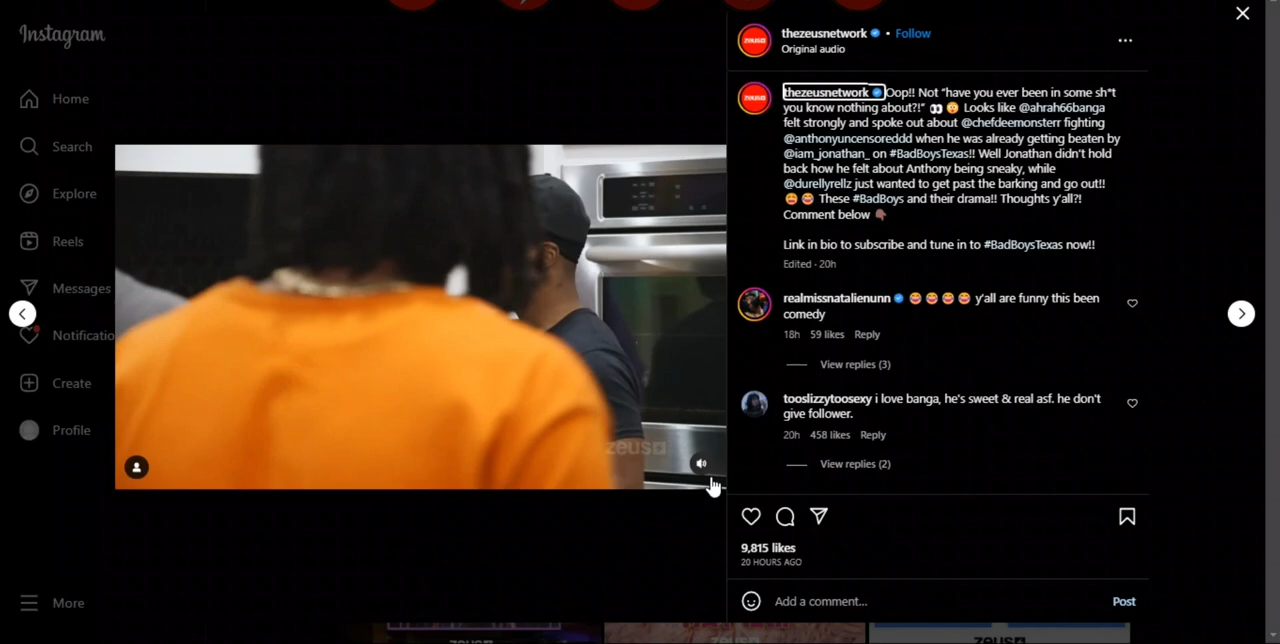 Instagram
Home
Search
Explore
Reels
Messages
Notificatio
Create
Profile
More
zeus
thezeusnetwork • Follow
Original audio
thezeusnetwork Oop!! Not “have you ever been in some sh*t
you know nothing about?!” 👀 😳 Looks like @ahrah66banga
felt strongly and spoke out about @chefdeemonsterr fighting
@anthonyuncensoreddd when he was already getting beaten by
@iam_jonathan_ on #BadBoysTexas!! Well Jonathan didn't hold
back how he felt about Anthony being sneaky, while
@durellyrellz just wanted to get past the barking and go out!!
🤩 😂 These #BadBoys and their drama!! Thoughts y'all?!
Comment below 👇🏾
Link in bio to subscribe and tune in to #BadBoysTexas now!!
Edited · 20h
realmissnatalienunn 😂 😂 😂 😂 y'all are funny this been
comedy
18h 59 likes Reply
View replies (3)
tooslizzytoosexy i love banga, he's sweet & real asf. he don't
give follower.
20h 458 likes Reply
View replies (2)
9,815 likes
20 HOURS AGO
Add a comment...
Post
zeus
zeus
zeus